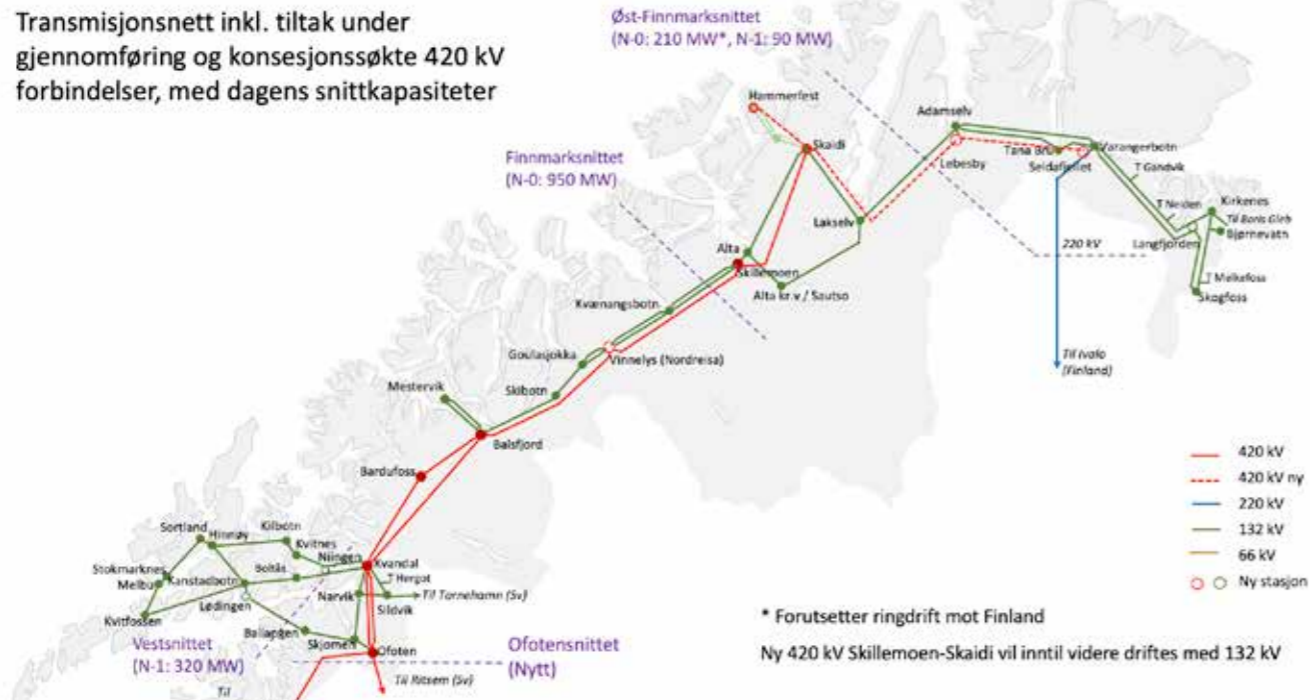 Transmisjonsnett inkl. tiltak under
gjennomføring og konsesjonssøkte 420 kV
forbindelser, med dagens snittkapasiteter
Øst-Finnmarksnittet
(N-0: 210 MW*, N-1: 90 MW)
Hammerfest
Skaidi
Adamselv
Lebesby
Tana Bru
Seidafjellet
Varangerbotn
T Gandvik
T Neiden
Kirkenes
Til Boris Gleb
Bjørnevatn
Langfjorden
T Melkefoss
Skogfoss
Finnmarksnittet
(N-0: 950 MW)
Lakselv
220 kV
Alta
Skillemoen
Alta kr.v / Sautso
Kvænangsbotn
Goulasjokka
Vinnelys (Nordreisa)
Til Ivalo
(Finland)
Skibotn
Mestervik
Balsfjord
Bardufoss
420 kV
420 kV ny
220 kV
132 kV
66 kV
Ny stasjon
Sortland
Hinnøy
Kilbotn
Kvitnes
Niingen
Kvandal
Stokmarknes
Melbu
Kanstadbotn
Boltås
T Hergot
Lødingen
Narvik
Sildvik
Til Tornehamn (Sv)
Kvitfossen
Ballangen
Skjomen
Ofoten
Vestsnittet
(N-1: 320 MW)
Ofotensnittet
(Nytt)
Til Ritsem (Sv)
Til
* Forutsetter ringdrift mot Finland
Ny 420 kV Skillemoen-Skaidi vil inntil videre driftes med 132 kV